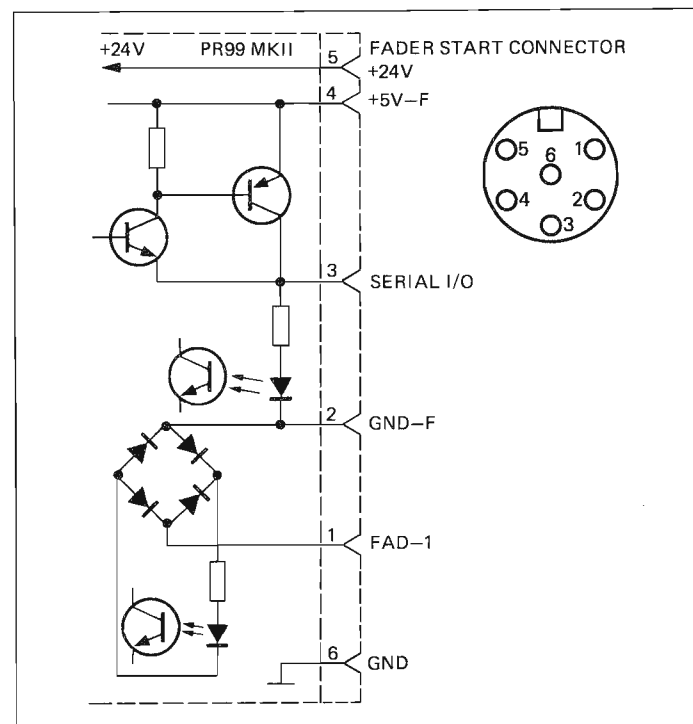 +24V PR99 MKII 5 FADER START CONNECTOR
+24V
4 +5V–F
5 6 1
4 2
3
3 SERIAL I/O
2 GND–F
1 FAD–1
6 GND